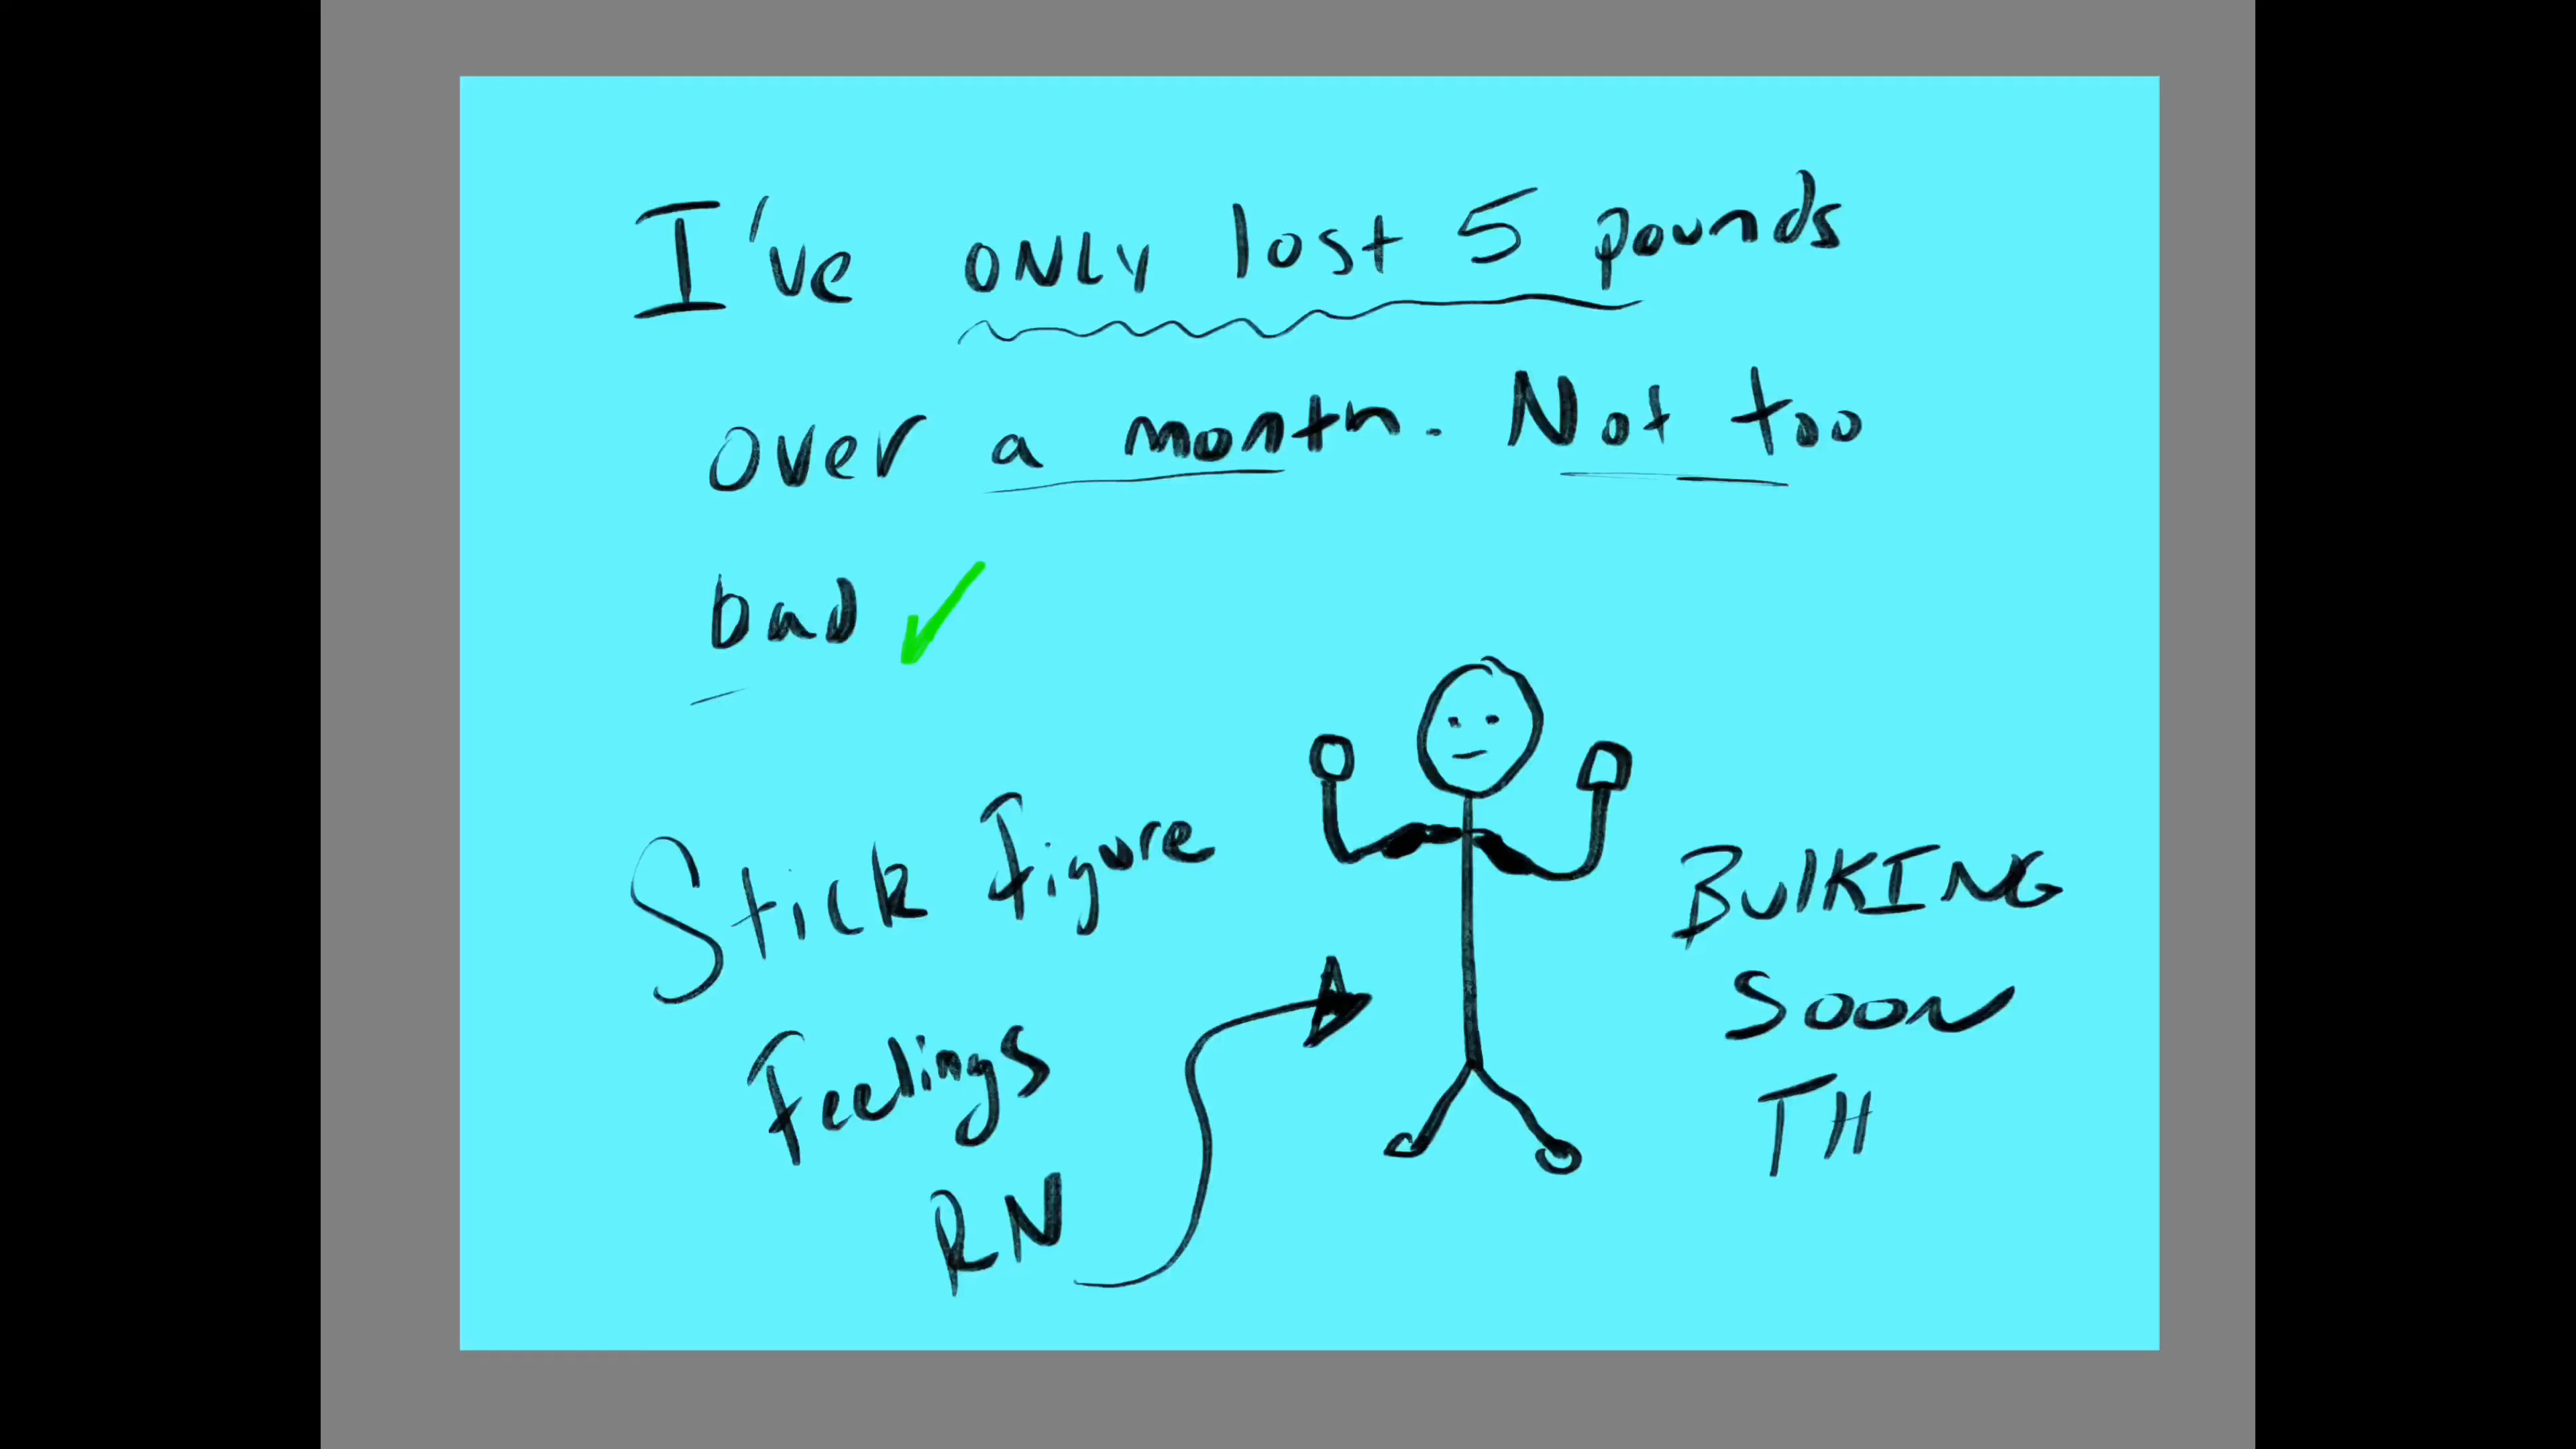 I've ONLY lost 5 pounds
over a month. Not too
bad
Stick Figure
Feelings
RN
BulKING
SOON
TH